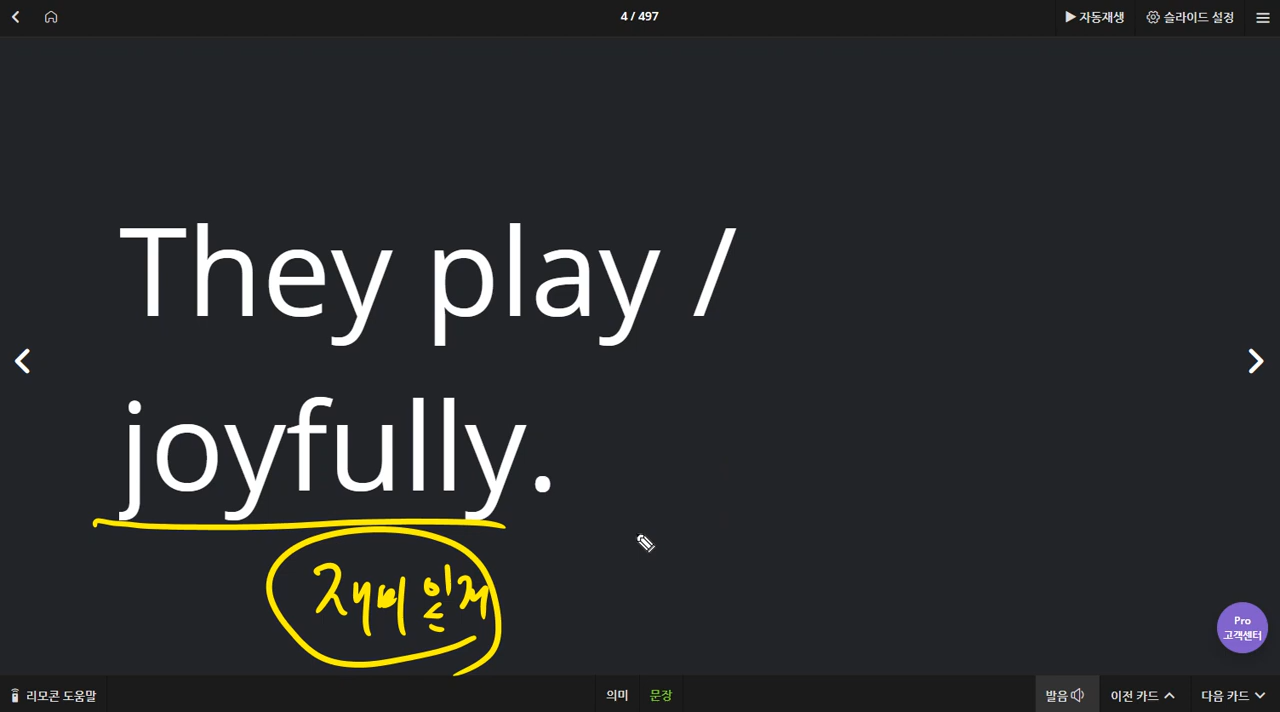 4 / 497
자동재생
슬라이드 설정
They play /
joyfully.
재미있게
Pro
고객센터
리모콘 도움말
의미
문장
발음
이전 카드
다음 카드